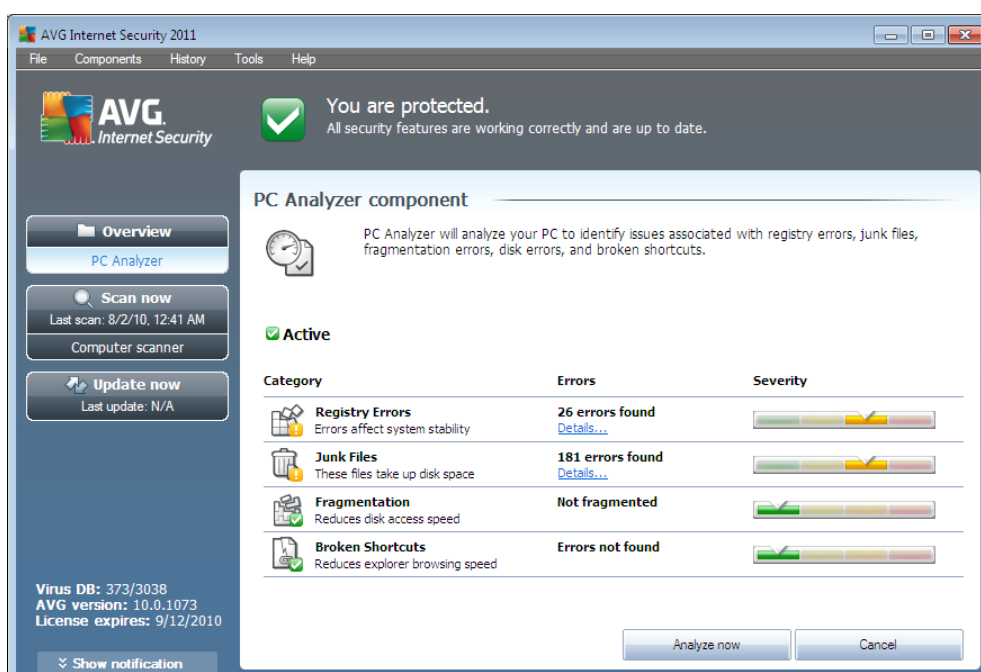 AVG Internet Security 2011
File Components History Tools Help
AVG.
Internet Security
You are protected.
All security features are working correctly and are up to date.
Overview
PC Analyzer
Scan now
Last scan: 8/2/10, 12:41 AM
Computer scanner
Update now
Last update: N/A
Virus DB: 373/3038
AVG version: 10.0.1073
License expires: 9/12/2010
Show notification
PC Analyzer component
PC Analyzer will analyze your PC to identify issues associated with registry errors, junk files,
fragmentation errors, disk errors, and broken shortcuts.
Active
Category Errors Severity
Registry Errors 26 errors found
Errors affect system stability Details...
Junk Files 181 errors found
These files take up disk space Details...
Fragmentation Not fragmented
Reduces disk access speed
Broken Shortcuts Errors not found
Reduces explorer browsing speed
Analyze now Cancel